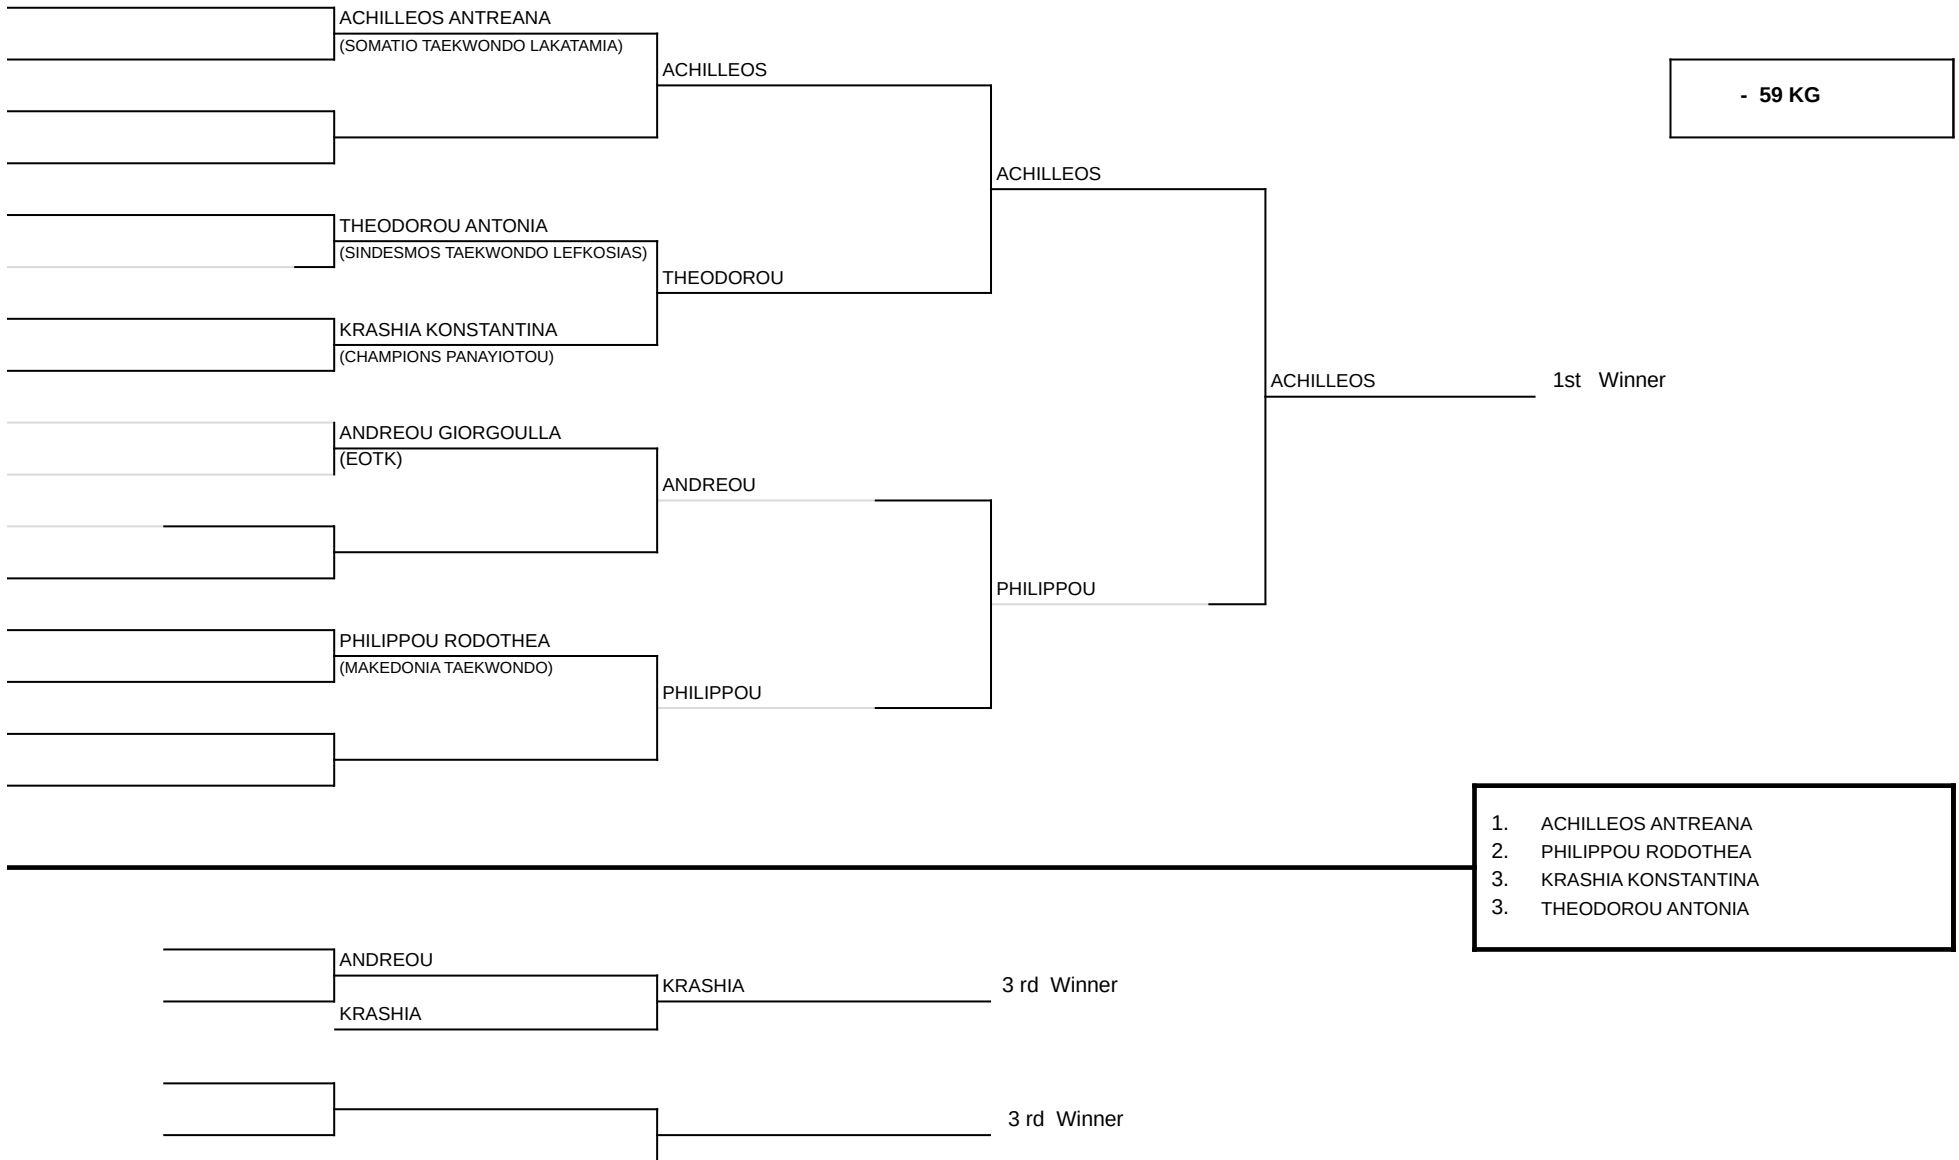 ACHILLEOS ANTREANA
(SOMATIO TAEKWONDO LAKATAMIA)
ACHILLEOS
- 59 KG
ACHILLEOS
THEODOROU ANTONIA
(SINDESMOS TAEKWONDO LEFKOSIAS)
THEODOROU
KRASHIA KONSTANTINA
(CHAMPIONS PANAYIOTOU)
ACHILLEOS 1st Winner
ANDREOU GIORGOULLA
(EOTK)
ANDREOU
PHILIPPOU
PHILIPPOU RODOTHEA
(MAKEDONIA TAEKWONDO)
PHILIPPOU
1. ACHILLEOS ANTREANA
2. PHILIPPOU RODOTHEA
3. KRASHIA KONSTANTINA
3. THEODOROU ANTONIA
ANDREOU
KRASHIA 3 rd Winner
KRASHIA
3 rd Winner